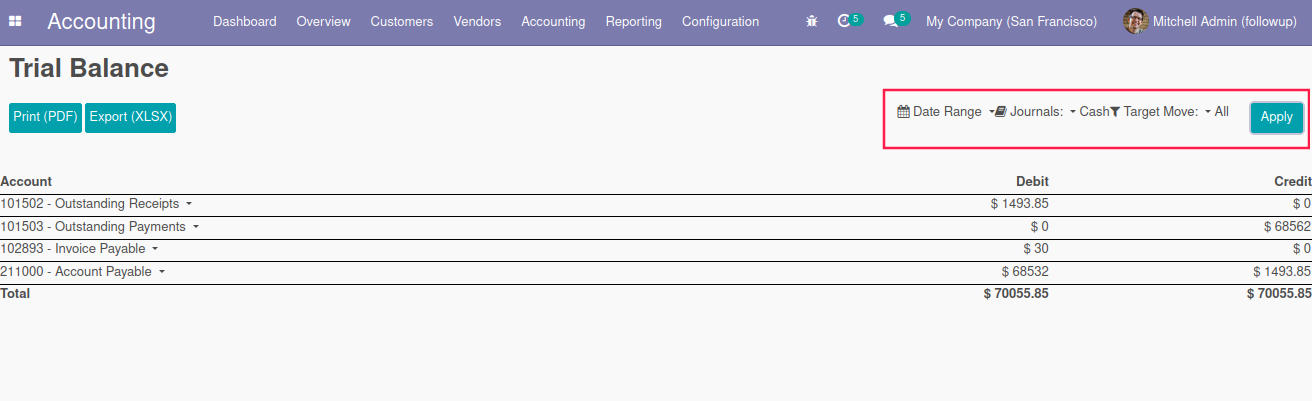 Accounting Dashboard Overview Customers Vendors Accounting Reporting Configuration 5 5 My Company (San Francisco) Mitchell Admin (followup)
Trial Balance
Print (PDF) Export (XLSX) Date Range Journals: Cash Target Move: All Apply
Account Debit Credit
101502 - Outstanding Receipts $ 1493.85 $ 0
101503 - Outstanding Payments $ 0 $ 68562
102893 - Invoice Payable $ 30 $ 0
211000 - Account Payable $ 68532 $ 1493.85
Total $ 70055.85 $ 70055.85